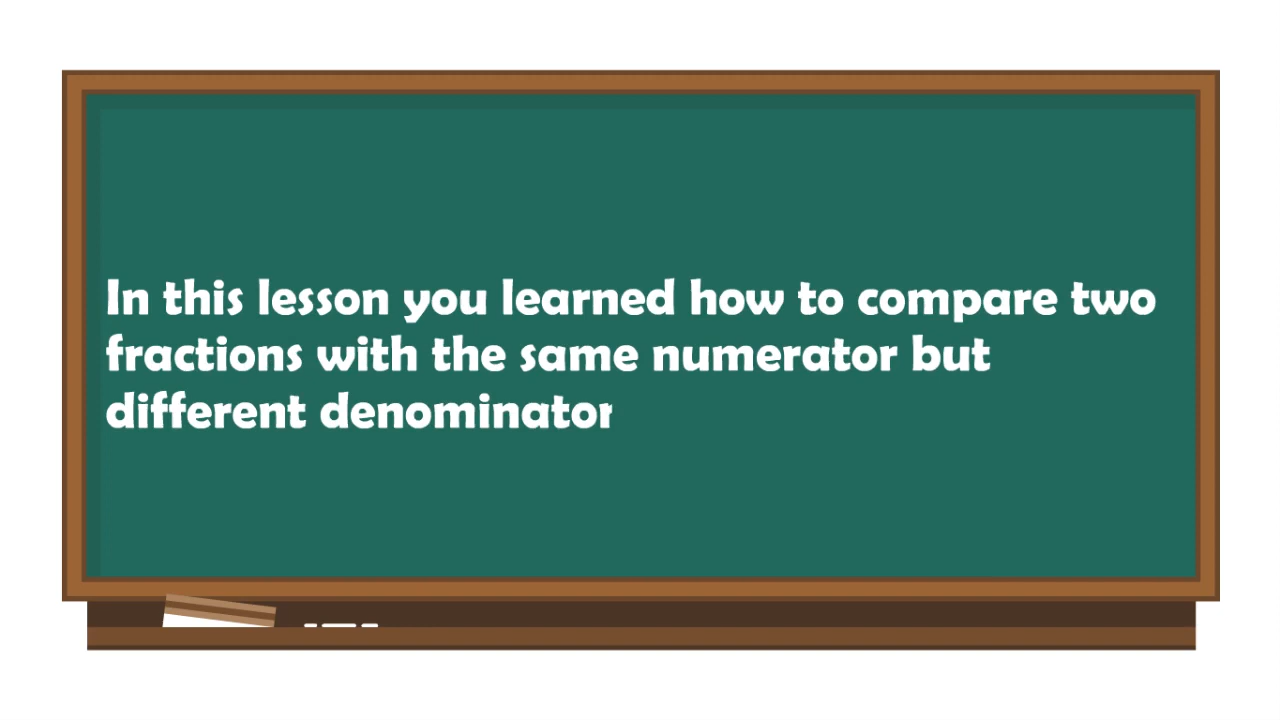 In this lesson you learned how to compare two
fractions with the same numerator but
different denominator